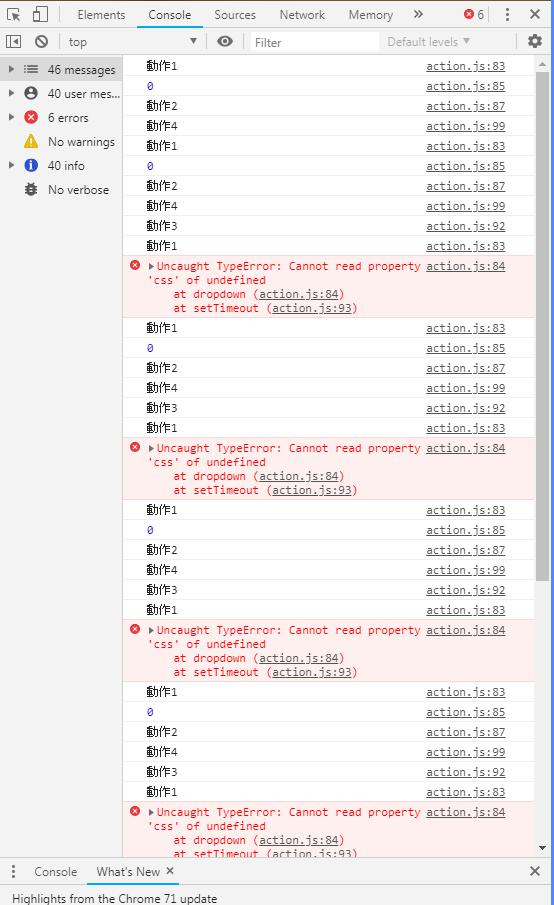 Elements Console Sources Network Memory 6
top Filter Default levels ▼
46 messages
40 user mes...
6 errors
No warnings
40 info
No verbose
動作1 action.js:83
0 action.js:85
動作2 action.js:87
動作4 action.js:99
動作1 action.js:83
0 action.js:85
動作2 action.js:87
動作4 action.js:99
動作3 action.js:92
動作1 action.js:83
Uncaught TypeError: Cannot read property action.js:84
'css' of undefined
at dropdown (action.js:84)
at setTimeout (action.js:93)
動作1 action.js:83
0 action.js:85
動作2 action.js:87
動作4 action.js:99
動作3 action.js:92
動作1 action.js:83
Uncaught TypeError: Cannot read property action.js:84
'css' of undefined
at dropdown (action.js:84)
at setTimeout (action.js:93)
動作1 action.js:83
0 action.js:85
動作2 action.js:87
動作4 action.js:99
動作3 action.js:92
動作1 action.js:83
Uncaught TypeError: Cannot read property action.js:84
'css' of undefined
at dropdown (action.js:84)
at setTimeout (action.js:93)
動作1 action.js:83
0 action.js:85
動作2 action.js:87
動作4 action.js:99
動作3 action.js:92
動作1 action.js:83
Uncaught TypeError: Cannot read property action.js:84
'css' of undefined
at dropdown (action.js:84)
at setTimeout (action.js:93)
Console What's New
Highlights from the Chrome 71 update